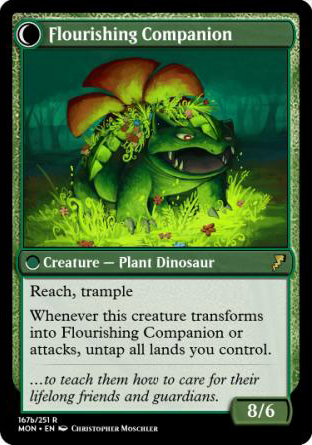 Flourishing Companion
Creature — Plant Dinosaur
Reach, trample
Whenever this creature transforms
into Flourishing Companion or
attacks, untap all lands you control.
...to teach them how to care for their
lifelong friends and guardians.
8/6
167b/251 R
MON • EN Christopher Moschler